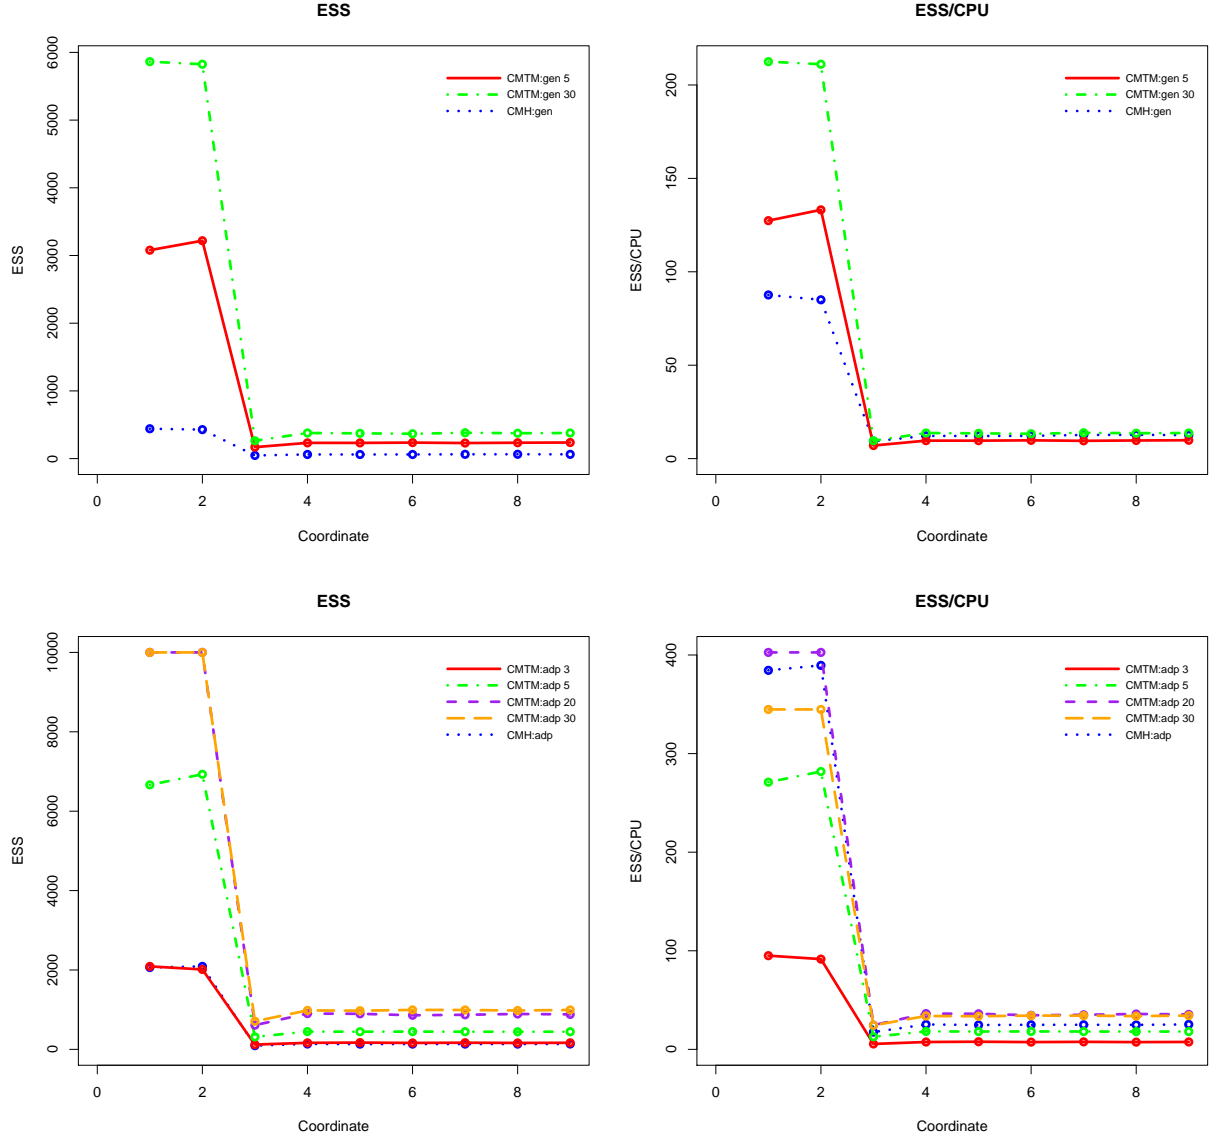 ESS
ESS
6000
5000
4000
3000
2000
1000
0
0
2
4
6
8
Coordinate
CMTM:gen 5
CMTM:gen 30
CMH:gen
ESS/CPU
ESS/CPU
200
150
100
50
0
0
2
4
6
8
Coordinate
CMTM:gen 5
CMTM:gen 30
CMH:gen
ESS
ESS
10000
8000
6000
4000
2000
0
0
2
4
6
8
Coordinate
CMTM:adp 3
CMTM:adp 5
CMTM:adp 20
CMTM:adp 30
CMH:adp
ESS/CPU
ESS/CPU
400
300
200
100
0
0
2
4
6
8
Coordinate
CMTM:adp 3
CMTM:adp 5
CMTM:adp 20
CMTM:adp 30
CMH:adp